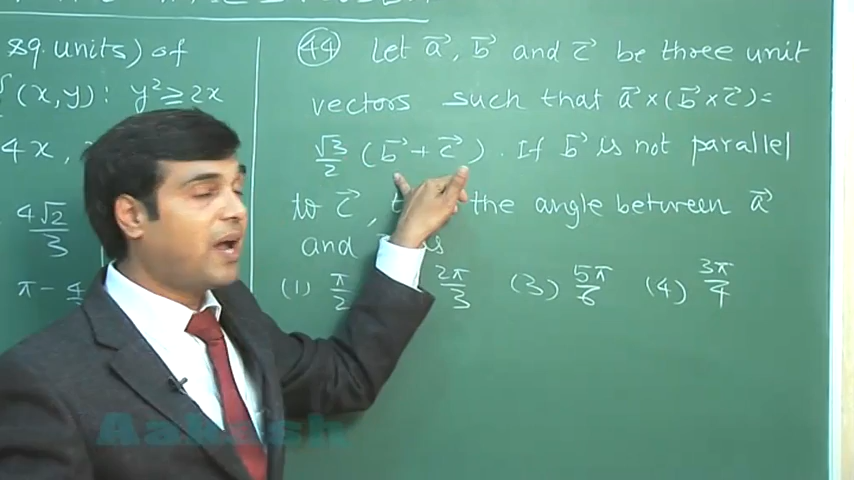 sq. units) of
{(x,y): y² ≥ 2x
4x,
4√2/3
π - 4/
(44) Let a⃗, b⃗ and c⃗ be three unit
vectors such that a⃗ × (b⃗ × c⃗) =
√3/2 (b⃗ + c⃗). If b⃗ is not parallel
to c⃗, the angle between a⃗
and is
(1) π/2 2π/3 (3) 5π/6 (4) 3π/4
Aakash